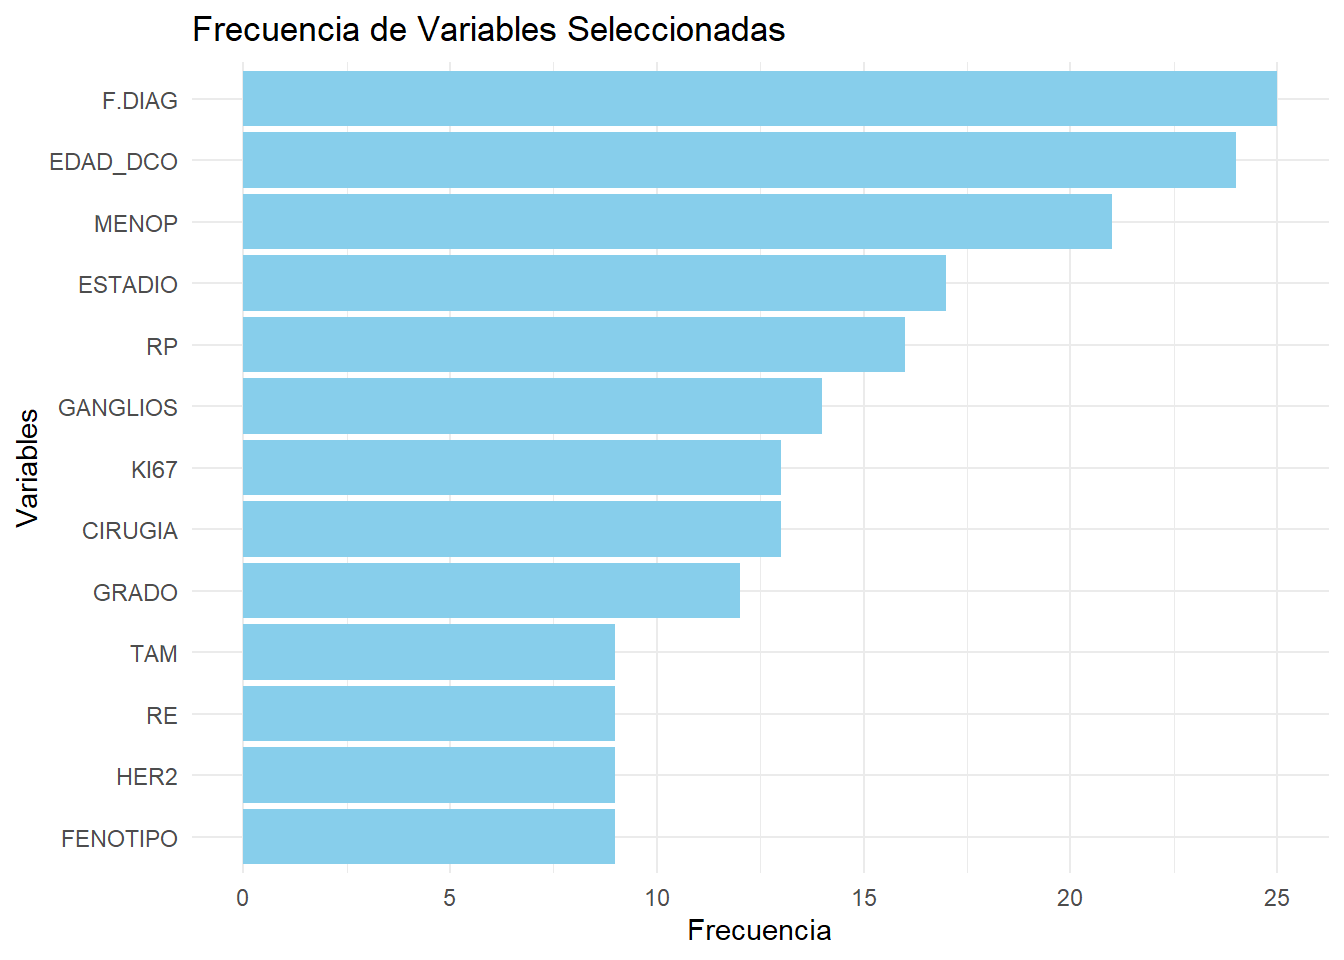 Frecuencia de Variables Seleccionadas
F.DIAG
EDAD_DCO
MENOP
ESTADIO
RP
GANGLIOS
KI67
CIRUGIA
GRADO
TAM
RE
HER2
FENOTIPO
Variables
0 5 10 15 20 25
Frecuencia